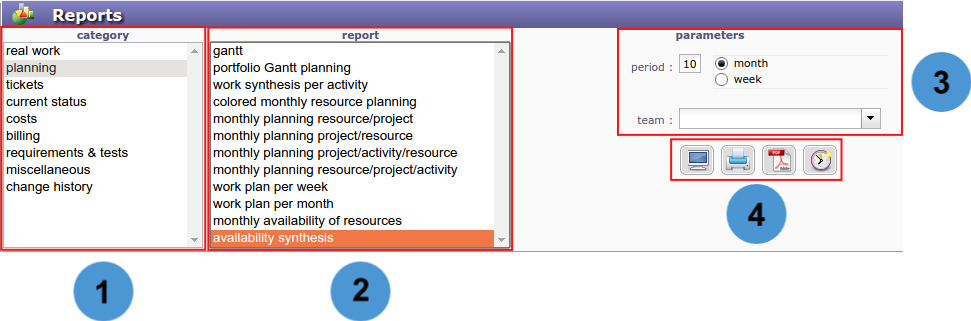 Reports
category
real work
planning
tickets
current status
costs
billing
requirements & tests
miscellaneous
change history
report
gantt
portfolio Gantt planning
work synthesis per activity
colored monthly resource planning
monthly planning resource/project
monthly planning project/resource
monthly planning project/activity/resource
monthly planning resource/project/activity
work plan per week
work plan per month
monthly availability of resources
availability synthesis
parameters
period : 10 month
week
team :
PDF
Adobe
1
2
3
4